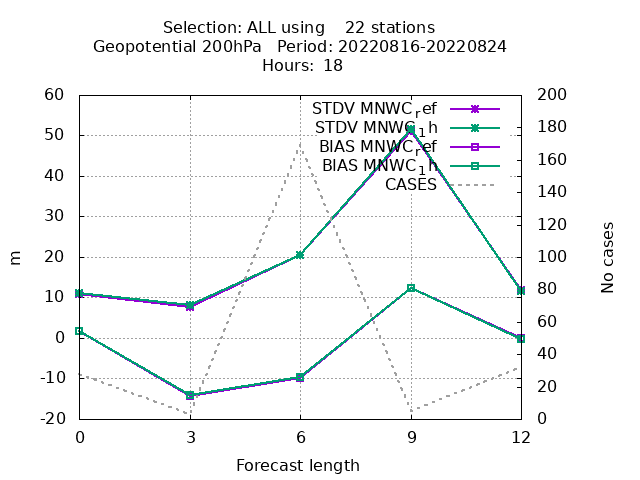 Selection: ALL using    22 stations
Geopotential 200hPa   Period: 20220816-20220824
Hours: 18
60
50
40
30
20
10
0
-10
-20
m
STDV MNWC_ref
STDV MNWC_1h
BIAS MNWC_ref
BIAS MNWC_1h
CASES
200
180
160
140
120
100
80
60
40
20
0
No cases
0 3 6 9 12
Forecast length